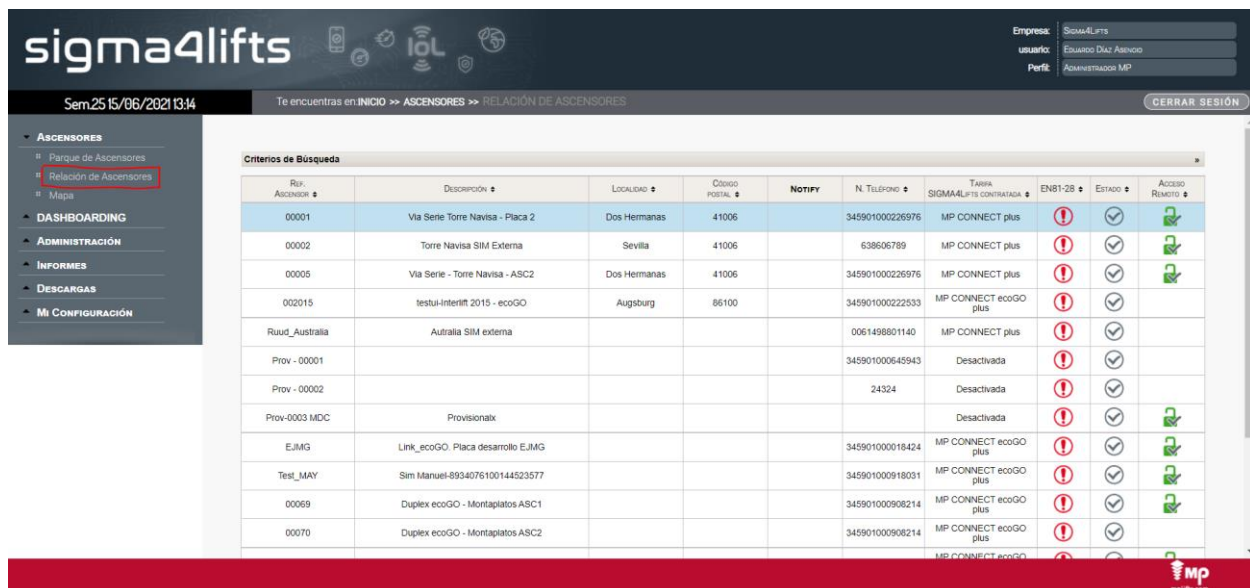 sigma4lifts
IoL
Empresa: Sigma4Lifts
usuario: Eduardo Díaz Asencio
Perfil: Administrador MP
Sem.25 15/06/2021 13:14
Te encuentras en:INICIO >> ASCENSORES >> RELACIÓN DE ASCENSORES
CERRAR SESIÓN
Ascensores
Parque de Ascensores
Relación de Ascensores
Mapa
DASHBOARDING
Administración
Informes
Descargas
Mi Configuración
Criterios de Búsqueda »
Ref. Ascensor Descripción Localidad Código postal Notify N. Teléfono Tarifa SIGMA4Lifts contratada EN81-28 Estado Acceso Remoto
00001 Via Serie Torre Navisa - Placa 2 Dos Hermanas 41006 345901000226976 MP CONNECT plus
00002 Torre Navisa SIM Externa Sevilla 41006 638606789 MP CONNECT plus
00005 Via Serie - Torre Navisa - ASC2 Dos Hermanas 41006 345901000226976 MP CONNECT plus
002015 testui-Interlift 2015 - ecoGO Augsburg 86100 345901000222533 MP CONNECT ecoGO plus
Ruud_Australia Autralia SIM externa 0061498801140 MP CONNECT plus
Prov - 00001 345901000645943 Desactivada
Prov - 00002 24324 Desactivada
Prov-0003 MDC Provisionalx Desactivada
EJMG Link_ecoGO. Placa desarrollo EJMG 345901000018424 MP CONNECT ecoGO plus
Test_MAY Sim Manuel-8934076100144523577 345901000918031 MP CONNECT ecoGO plus
00069 Duplex ecoGO - Montaplatos ASC1 345901000908214 MP CONNECT ecoGO plus
00070 Duplex ecoGO - Montaplatos ASC2 345901000908214 MP CONNECT ecoGO plus
MP CONNECT ecoGO
MP